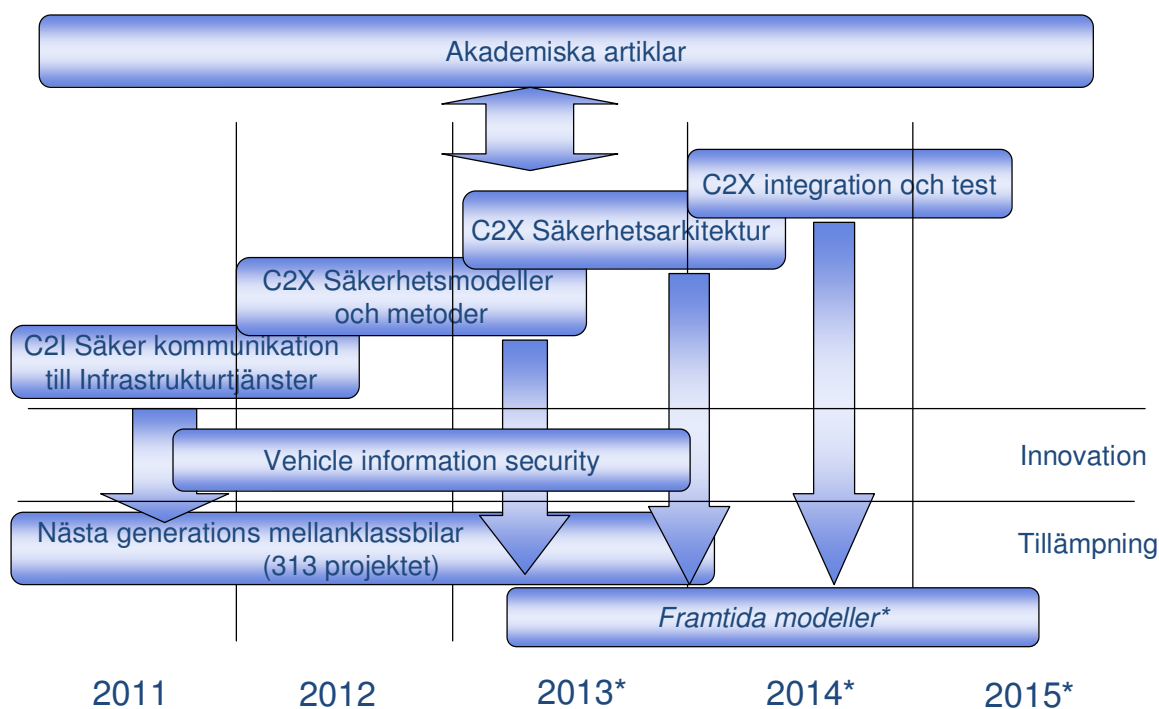 Akademiska artiklar
C2X integration och test
C2X Säkerhetsarkitektur
C2X Säkerhetsmodeller
och metoder
C2I Säker kommunikation
till Infrastrukturtjänster
Vehicle information security
Innovation
Nästa generations mellanklassbilar
(313 projektet)
Tillämpning
Framtida modeller*
2011
2012
2013*
2014*
2015*